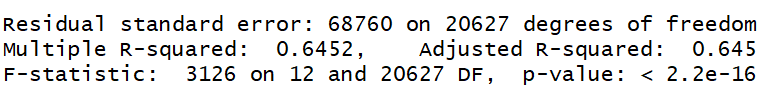 Residual standard error: 68760 on 20627 degrees of freedom
Multiple R-squared:  0.6452,    Adjusted R-squared:  0.645
F-statistic:  3126 on 12 and 20627 DF,  p-value: < 2.2e-16